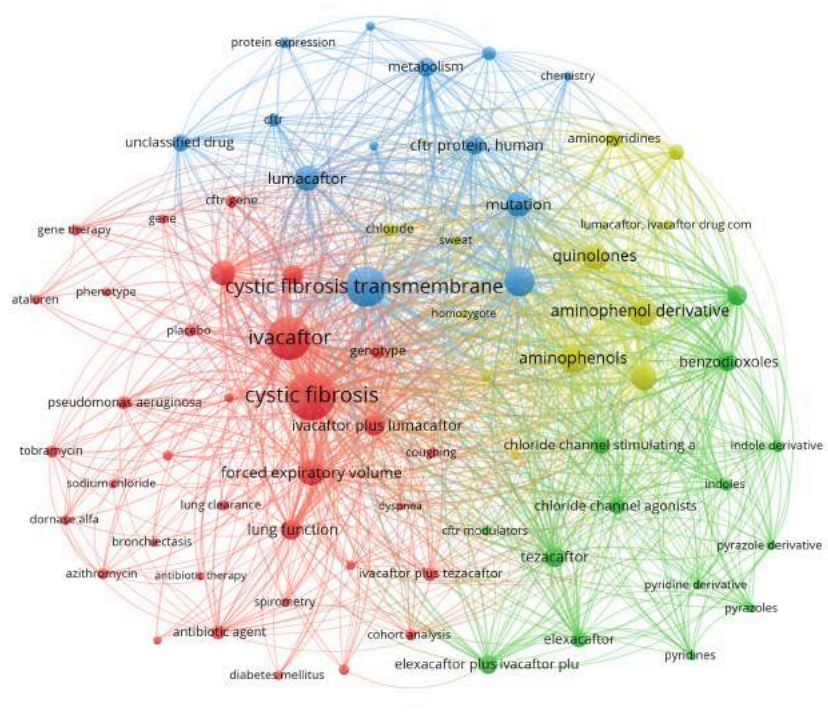 protein expression
metabolism
chemistry
cftr
unclassified drug
cftr protein, human
aminopyridines
lumacaftor
cftr gene
mutation
gene
gene therapy
chloride
sweat
lumacaftor, ivacaftor drug com
quinolones
cystic fibrosis transmembrane
ataluren
phenotype
homozygote
aminophenol derivative
placebo
ivacaftor
genotype
aminophenols
benzodioxoles
cystic fibrosis
pseudomonas aeruginosa
ivacaftor plus lumacaftor
tobramycin
coughing
chloride channel stimulating a
indole derivative
forced expiratory volume
sodium chloride
indoles
lung clearance
dyspnea
chloride channel agonists
dornase alfa
lung function
cftr modulators
bronchiectasis
pyrazole derivative
tezacaftor
azithromycin
antibiotic therapy
ivacaftor plus tezacaftor
pyridine derivative
spirometry
pyrazoles
antibiotic agent
cohort analysis
elexacaftor
pyridines
elexacaftor plus ivacaftor plu
diabetes mellitus